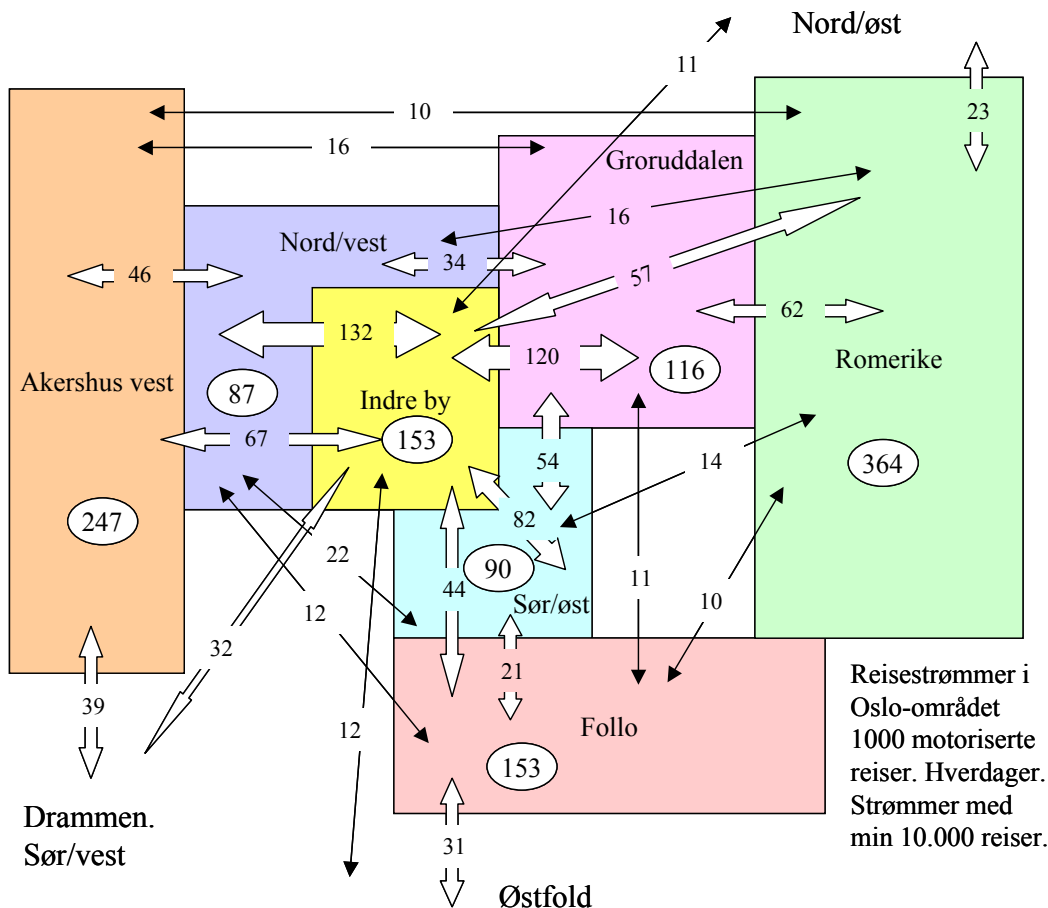 Nord/øst
11
23
10
16
Groruddalen
16
Nord/vest
34
46
57
62
132
120
Romerike
116
Akershus vest
87
Indre by
153
67
54
14
364
247
82
22
90
44
11
Sør/øst
10
12
32
21
39
12
Follo
153
31
Reisestrømmer i
Oslo-området
1000 motoriserte
reiser. Hverdager.
Strømmer med
min 10.000 reiser.
Drammen.
Sør/vest
Østfold